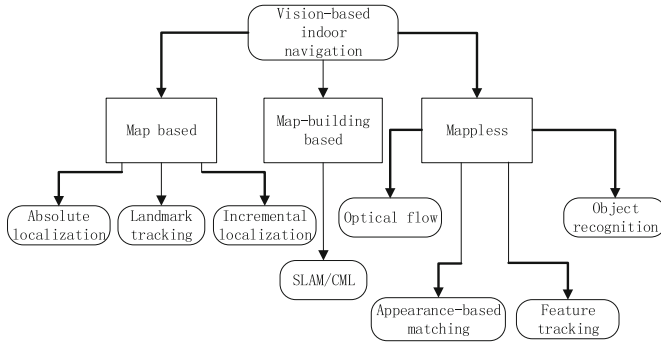 Vision-based
indoor
navigation
Map based
Map-building
based
Mappless
Absolute
localization
Landmark
tracking
Incremental
localization
Optical flow
Object
recognition
SLAM/CML
Appearance-based
matching
Feature
tracking